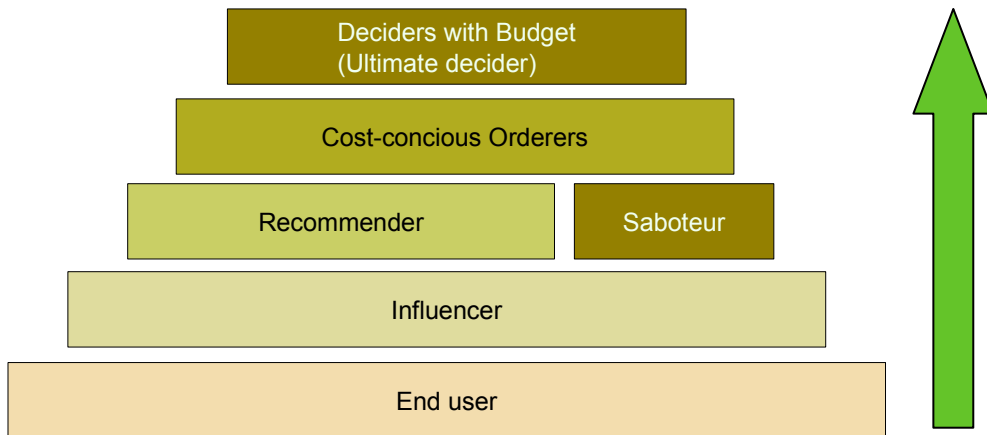 Deciders with Budget
(Ultimate decider)
Cost-concious Orderers
Recommender
Saboteur
Influencer
End user